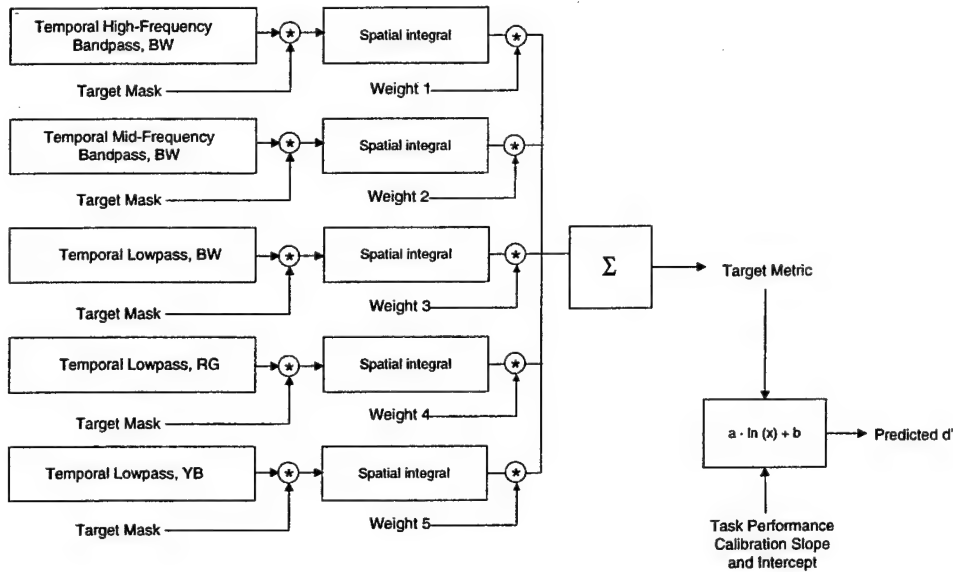 Temporal High-Frequency
Bandpass, BW
*
Spatial integral
*
Target Mask
Weight 1
Temporal Mid-Frequency
Bandpass, BW
*
Spatial integral
*
Target Mask
Weight 2
Temporal Lowpass, BW
*
Spatial integral
*
Σ
Target Metric
Target Mask
Weight 3
Temporal Lowpass, RG
*
Spatial integral
*
Target Mask
Weight 4
a · ln (x) + b
Predicted d'
Temporal Lowpass, YB
*
Spatial integral
*
Target Mask
Weight 5
Task Performance
Calibration Slope
and Intercept